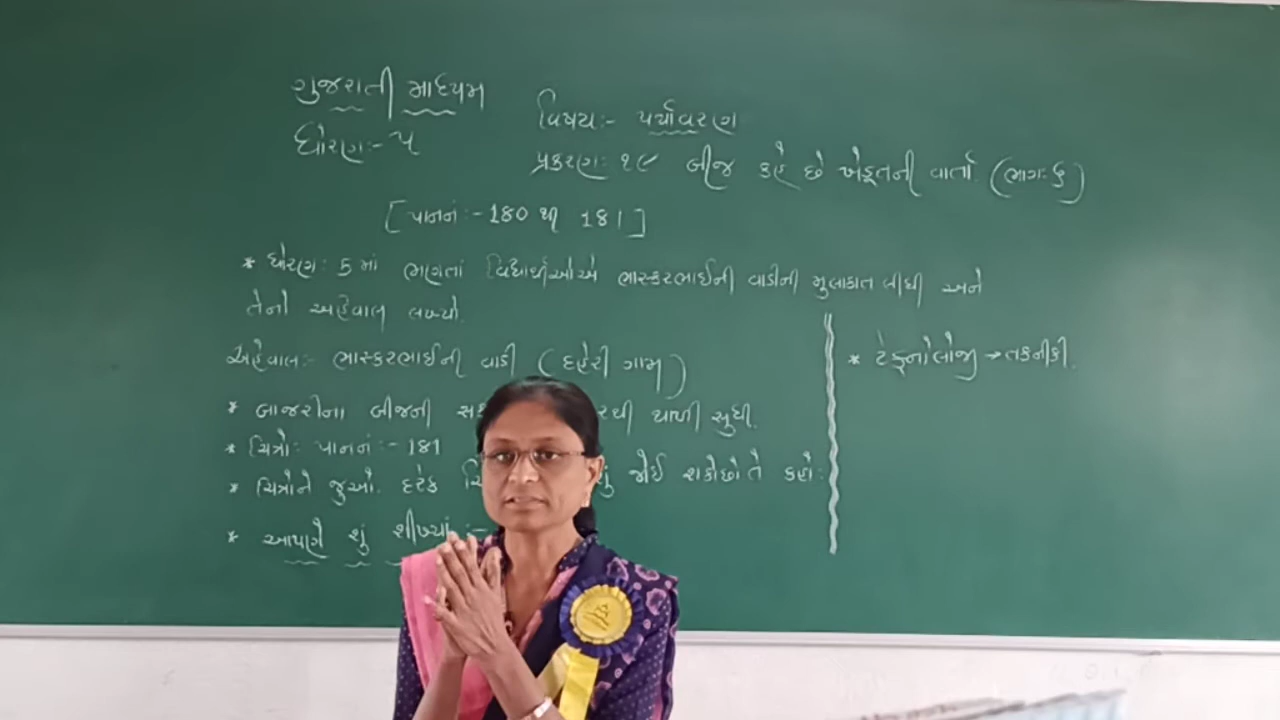 ગુજરાતી માધ્યમ
ધોરણ:- ૫
વિષય:- પર્યાવરણ
પ્રકરણ: ૧૯ બીજ કહે છે ખેડૂતની વાર્તા (ભાગ: ૬)
[પાનનં:- 180 થી 181]
* ધોરણ: ૬ માં ભણતાં વિદ્યાર્થીઓએ ભાસ્કરભાઈની વાડીની મુલાકાત લીધી અને
તેનો અહેવાલ લખ્યો.
અહેવાલ:- ભાસ્કરભાઈની વાડી (દહેરી ગામ)
* ટેક્નોલોજી → તકનીકી.
* બાજરીના બીજની થાળી સુધી.
* ચિત્રો: પાનનં:- 181
* ચિત્રોને જુઓ. દરેક જોઈ શકોછો તે કહો:
* આપણે શું શીખ્યાં:-